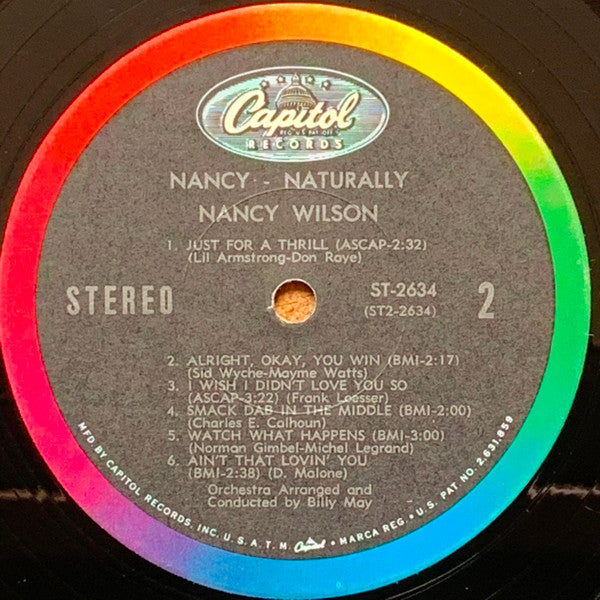 Capitol
REG. U.S. PAT. OFF.
RECORDS
NANCY - NATURALLY
NANCY WILSON
1. JUST FOR A THRILL (ASCAP-2:32)
(Lil Armstrong-Don Raye)
STEREO
ST-2634
(ST2-2634)
2
2. ALRIGHT, OKAY, YOU WIN (BMI-2:17)
(Sid Wyche-Mayme Watts)
3. I WISH I DIDN'T LOVE YOU SO
(ASCAP-3:22) (Frank Loesser)
4. SMACK DAB IN THE MIDDLE (BMI-2:00)
(Charles E. Calhoun)
5. WATCH WHAT HAPPENS (BMI-3:00)
(Norman Gimbel-Michel Legrand)
6. AIN'T THAT LOVIN' YOU
(BMI-2:38) (D. Malone)
Orchestra Arranged and
Conducted by Billy May
MFD. BY CAPITOL RECORDS, INC. U.S.A. T.M. Capitol MARCA REG. • U.S. PAT. NO. 2,631,859